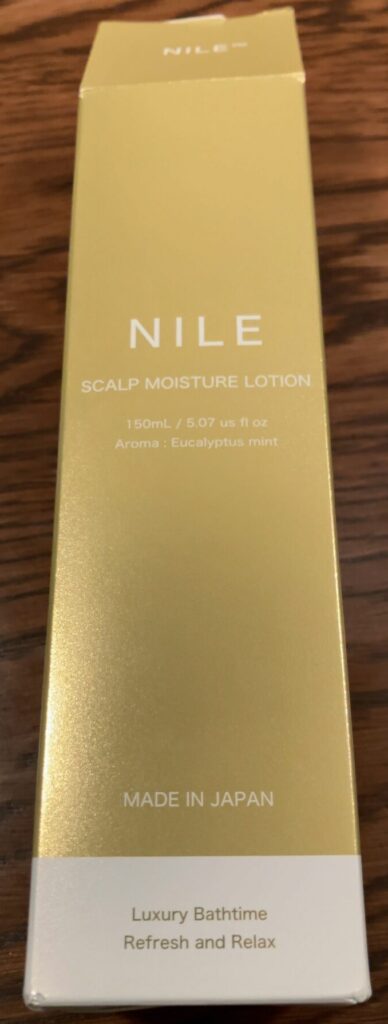 NILE
NILE
SCALP MOISTURE LOTION
150mL / 5.07 us fl oz
Aroma : Eucalyptus mint
MADE IN JAPAN
Luxury Bathtime
Refresh and Relax